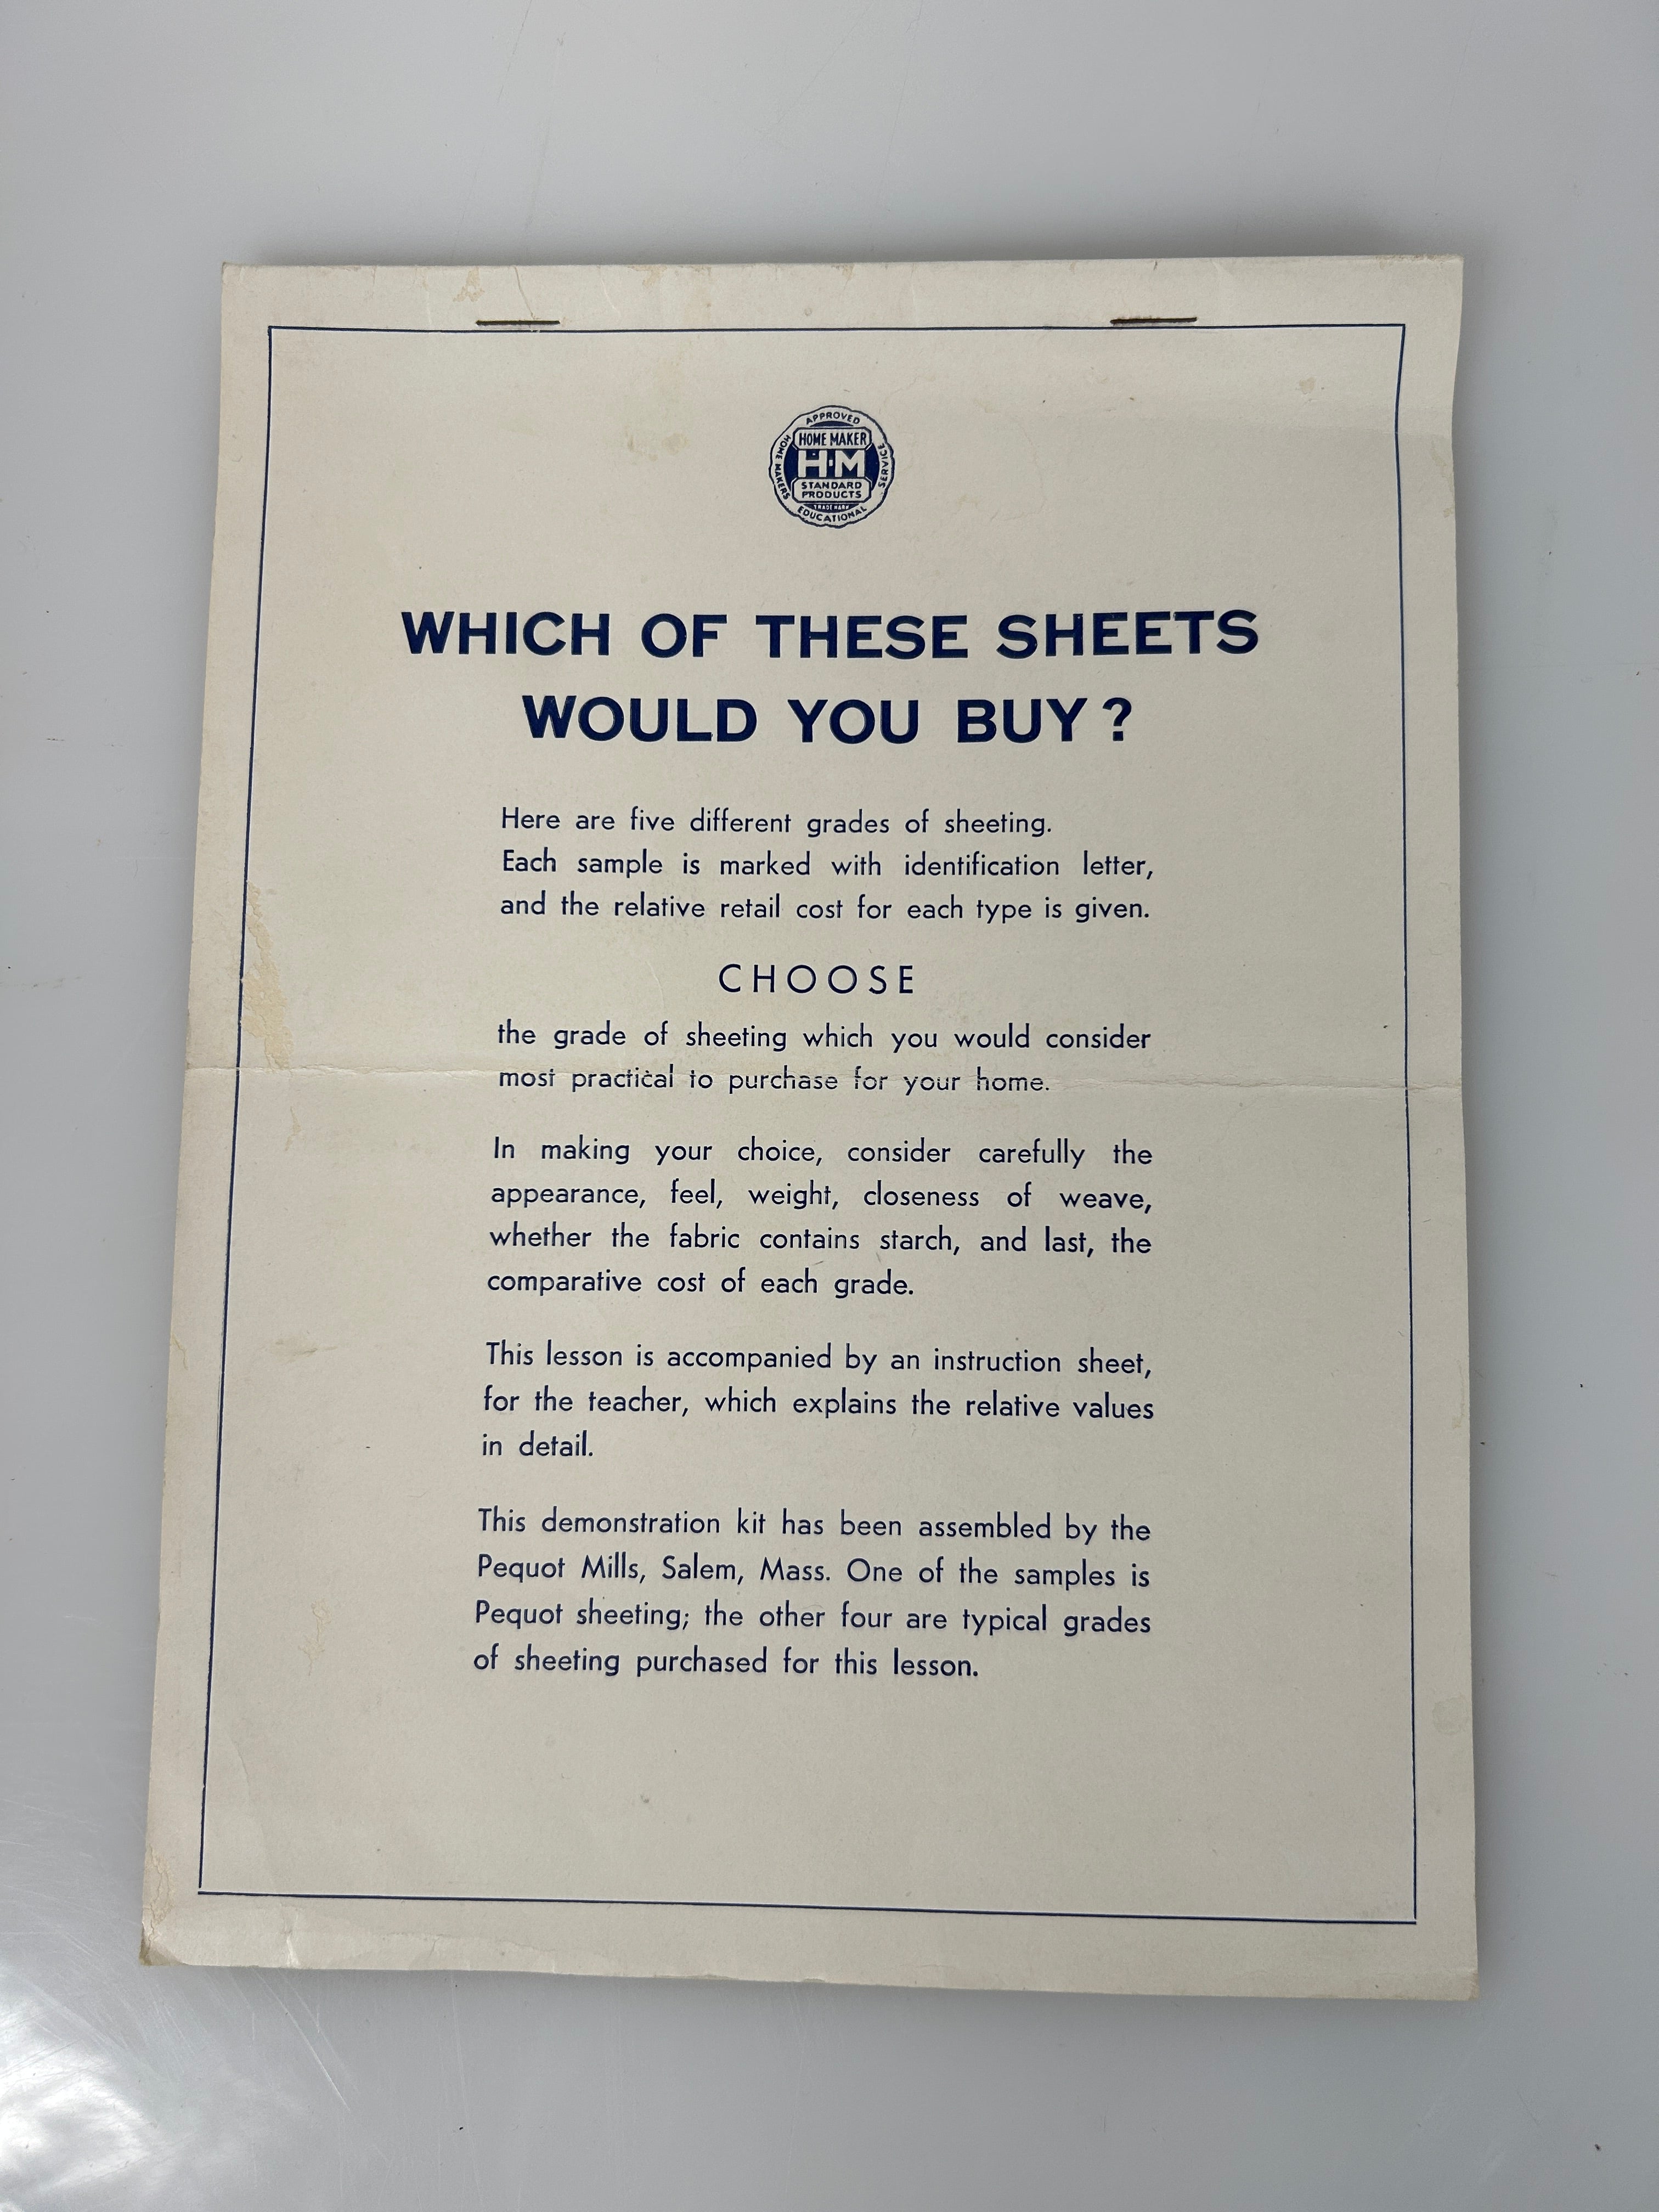 APPROVED
HOME MAKERS
SERVICE
HOME MAKER
H·M
STANDARD
PRODUCTS
TRADE MARK
EDUCATIONAL
WHICH OF THESE SHEETS
WOULD YOU BUY?
Here are five different grades of sheeting.
Each sample is marked with identification letter,
and the relative retail cost for each type is given.
CHOOSE
the grade of sheeting which you would consider
most practical to purchase for your home.
In making your choice, consider carefully the
appearance, feel, weight, closeness of weave,
whether the fabric contains starch, and last, the
comparative cost of each grade.
This lesson is accompanied by an instruction sheet,
for the teacher, which explains the relative values
in detail.
This demonstration kit has been assembled by the
Pequot Mills, Salem, Mass. One of the samples is
Pequot sheeting; the other four are typical grades
of sheeting purchased for this lesson.